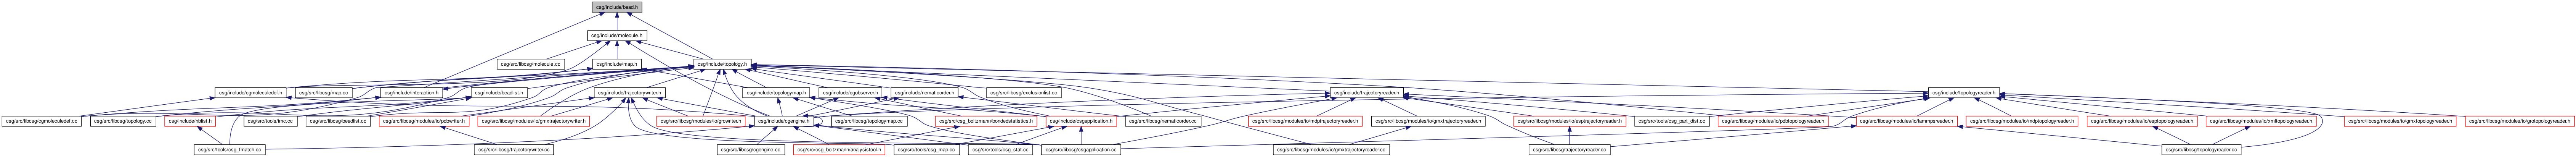 csg/include/bead.h
csg/include/molecule.h
csg/src/libcsg/molecule.cc
csg/include/map.h
csg/include/topology.h
csg/include/cgmoleculedef.h
csg/src/libcsg/map.cc
csg/include/interaction.h
csg/include/beadlist.h
csg/include/trajectorywriter.h
csg/include/topologymap.h
csg/include/cgobserver.h
csg/include/nematicorder.h
csg/src/libcsg/exclusionlist.cc
csg/include/trajectoryreader.h
csg/include/topologyreader.h
csg/src/libcsg/cgmoleculedef.cc
csg/src/libcsg/topology.cc
csg/include/nblist.h
csg/src/tools/imc.cc
csg/src/libcsg/beadlist.cc
csg/src/libcsg/modules/io/pdbwriter.h
csg/src/libcsg/modules/io/gmxtrajectorywriter.h
csg/src/libcsg/modules/io/growriter.h
csg/include/cgengine.h
csg/src/libcsg/topologymap.cc
csg/src/csg_boltzmann/bondedstatistics.h
csg/include/csgapplication.h
csg/src/libcsg/nematicorder.cc
csg/src/libcsg/modules/io/mdptrajectoryreader.h
csg/src/libcsg/modules/io/gmxtrajectoryreader.h
csg/src/libcsg/modules/io/esptrajectoryreader.h
csg/src/tools/csg_part_dist.cc
csg/src/libcsg/modules/io/pdbtopologyreader.h
csg/src/libcsg/modules/io/lammpsreader.h
csg/src/libcsg/modules/io/mdptopologyreader.h
csg/src/libcsg/modules/io/esptopologyreader.h
csg/src/libcsg/modules/io/xmltopologyreader.h
csg/src/libcsg/modules/io/gmxtopologyreader.h
csg/src/libcsg/modules/io/grotopologyreader.h
csg/src/tools/csg_fmatch.cc
csg/src/libcsg/trajectorywriter.cc
csg/src/libcsg/cgengine.cc
csg/src/csg_boltzmann/analysistool.h
csg/src/tools/csg_map.cc
csg/src/tools/csg_stat.cc
csg/src/libcsg/csgapplication.cc
csg/src/libcsg/modules/io/gmxtrajectoryreader.cc
csg/src/libcsg/trajectoryreader.cc
csg/src/libcsg/topologyreader.cc